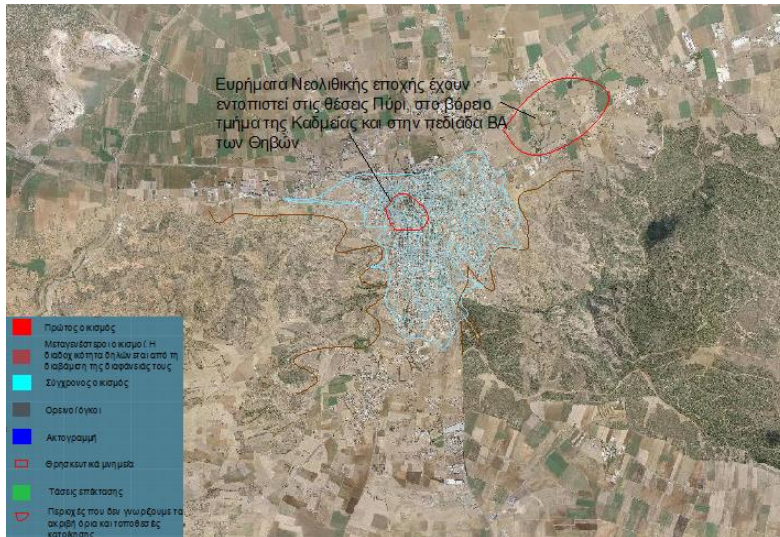 Ευρήματα Νεολιθικής εποχής έχουν
εντοπιστεί στις θέσεις Πυρί, στο βόρειο
τμήμα της Καδμείας και στην πεδιάδα ΒΑ
των Θηβών
Πρώτος οικισμός
Μεταγενέστεροι οικισμοί. Η
διαδοχικότητα δηλώνεται από τη
διαβάμιση της διαφάνειάς τους
Σύγχρονος οικισμός
Ορεινοί όγκοι
Ακτογραμμή
Θρησκευτικά μνημεία
Τάσεις επέκτασης
Περιοχές που δεν γνωρίζουμε τα
ακριβή όρια και τοποθεσίες
κατοίκησης